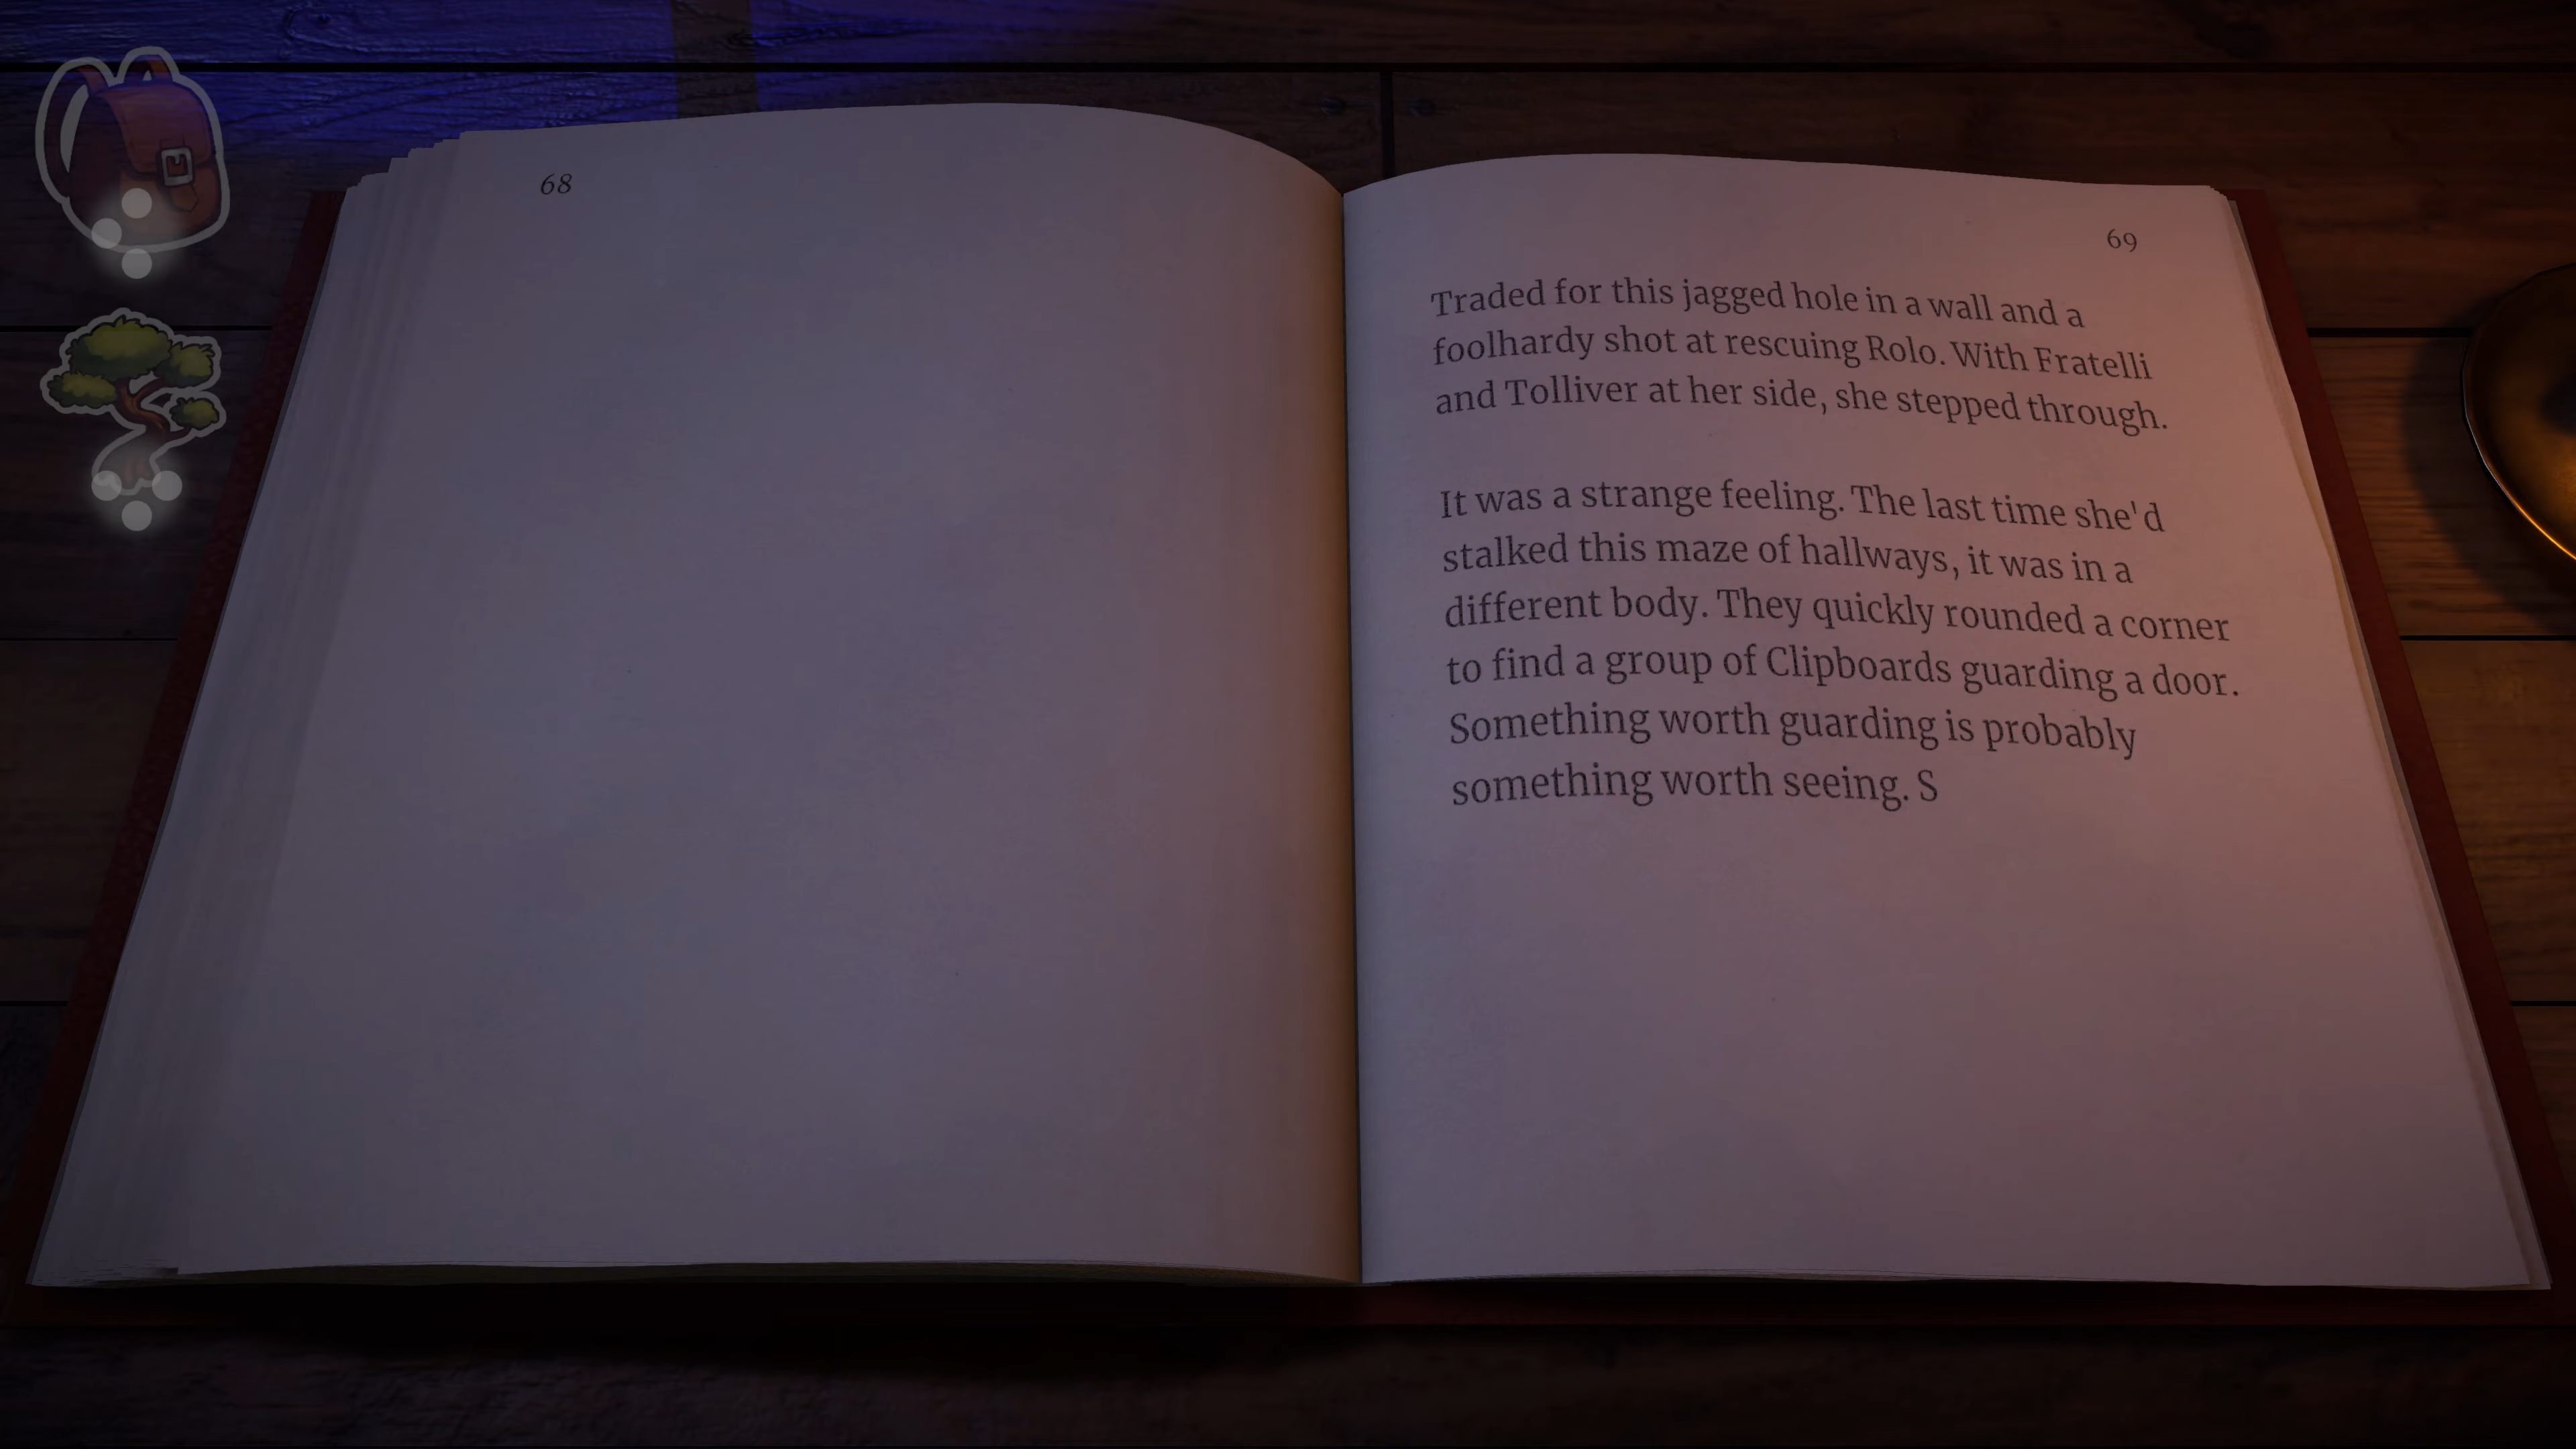 68
69
Traded for this jagged hole in a wall and a
foolhardy shot at rescuing Rolo. With Fratelli
and Tolliver at her side, she stepped through.
It was a strange feeling. The last time she'd
stalked this maze of hallways, it was in a
different body. They quickly rounded a corner
to find a group of Clipboards guarding a door.
Something worth guarding is probably
something worth seeing. S